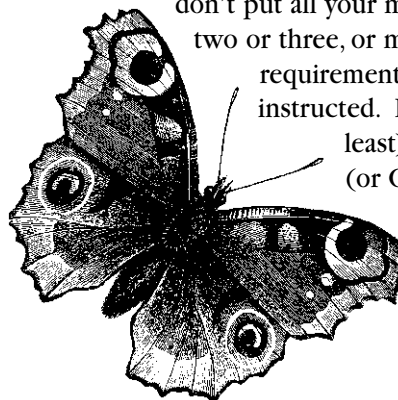 don't put all your
two or three, or
requirement
instructed.
least)
(or